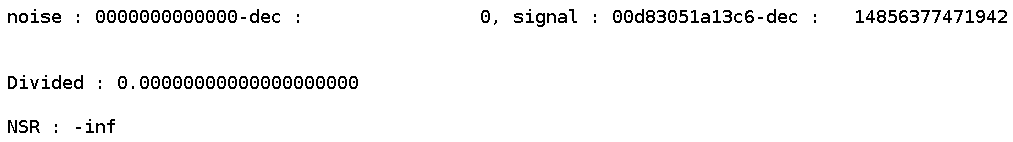 noise : 0000000000000-dec :                0, signal : 00d83051a13c6-dec :   14856377471942
Divided : 0.00000000000000000000
NSR : -inf